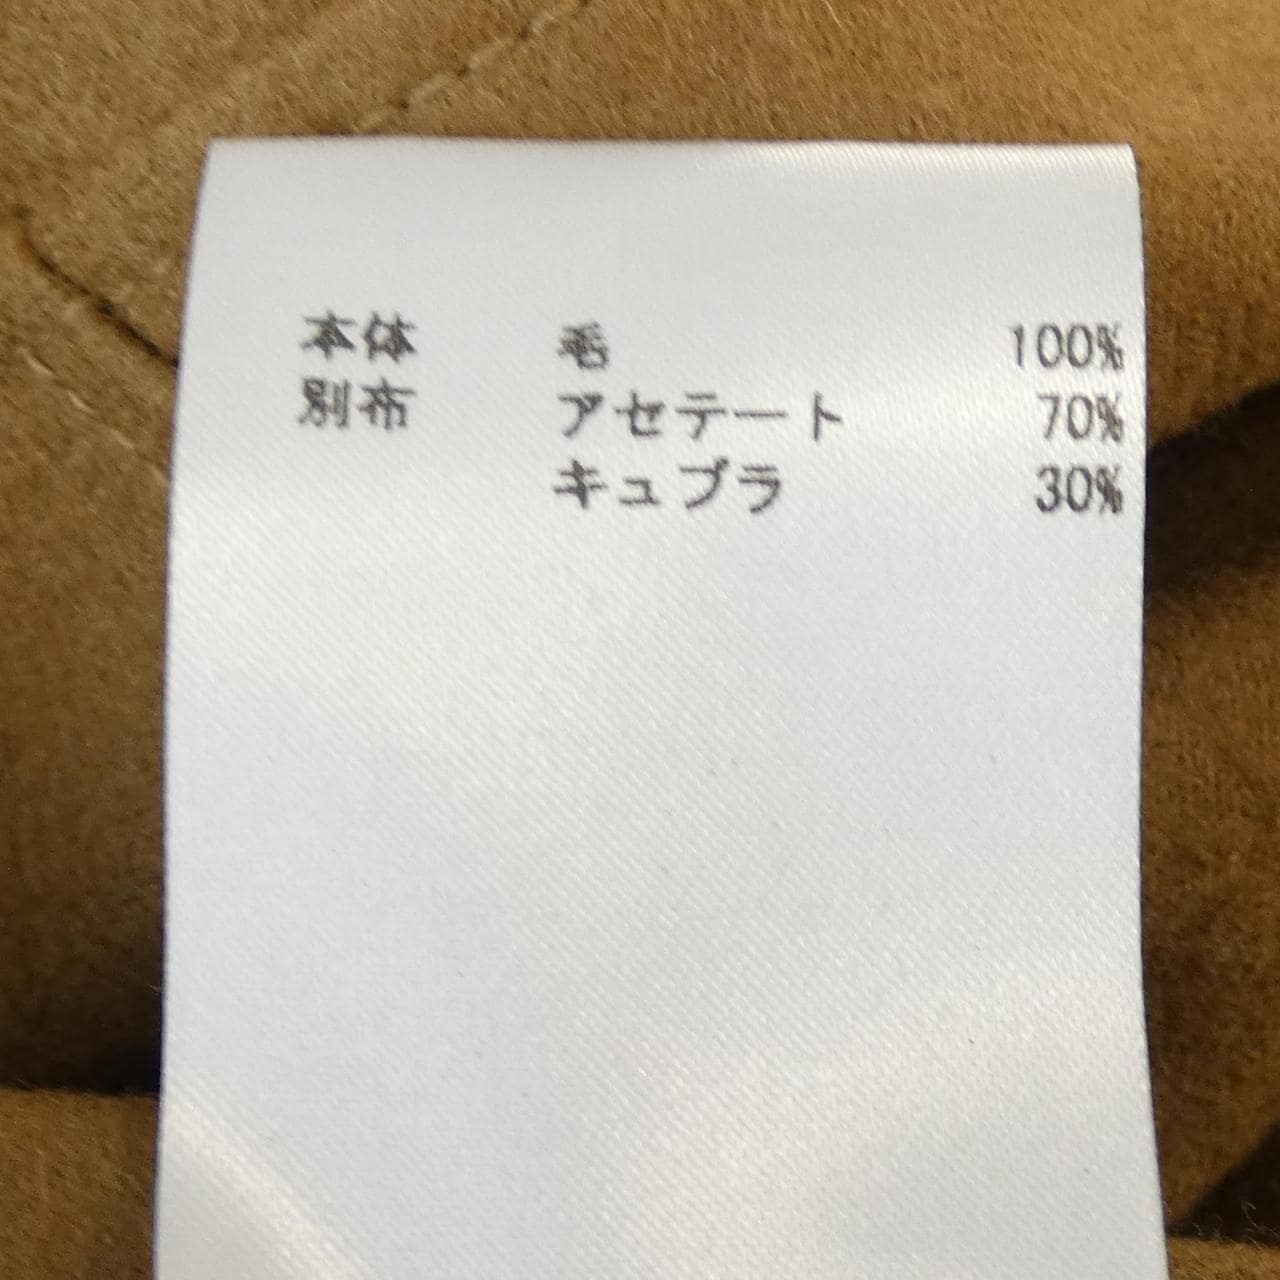 本体 毛 100%
別布 アセテート 70%
キュプラ 30%